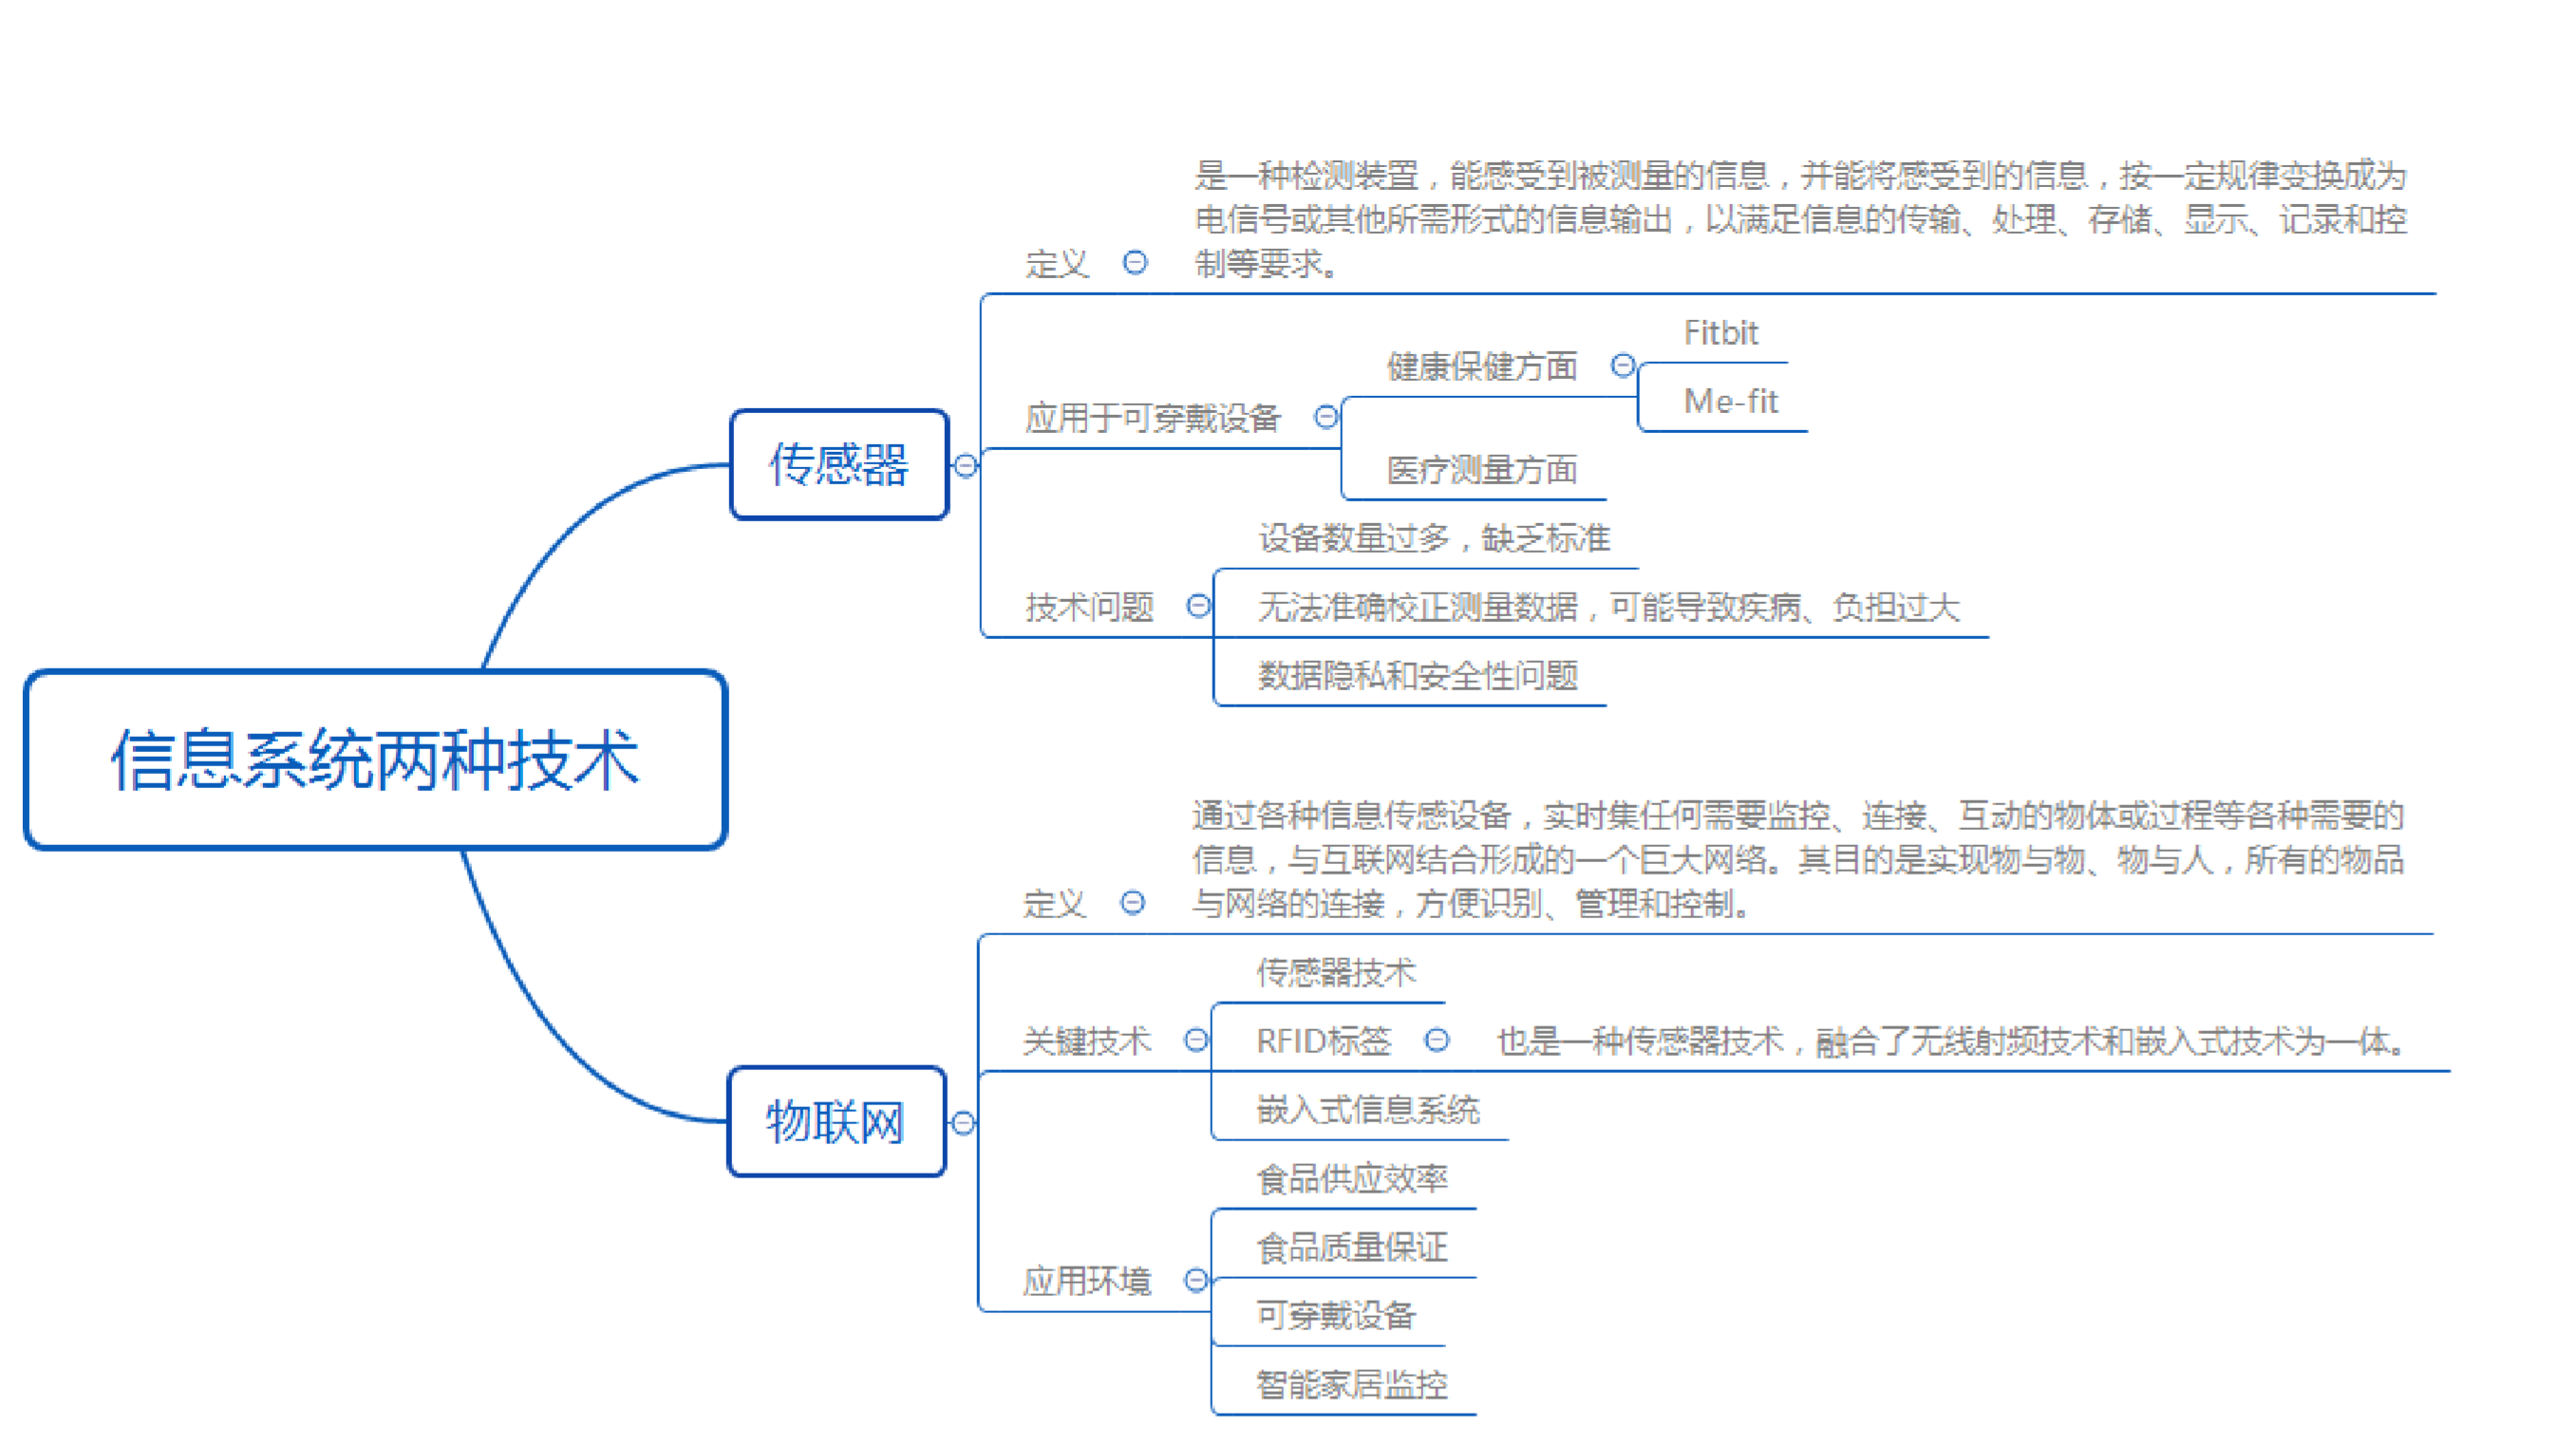 是一种检测装置，能感受到被测量的信息，并能将感受到的信息，按一定规律变换成为
电信号或其他所需形式的信息输出，以满足信息的传输、处理、存储、显示、记录和控
定义
制等要求。
Fitbit
健康保健方面
Me-fit
应用于可穿戴设备
传感器
医疗测量方面
设备数量过多，缺乏标准
技术问题
无法准确校正测量数据，可能导致疾病、负担过大
数据隐私和安全性问题
信息系统两种技术
通过各种信息传感设备，实时集任何需要监控、连接、互动的物体或过程等各种需要的
信息，与互联网结合形成的一个巨大网络。其目的是实现物与物、物与人，所有的物品
定义
与网络的连接，方便识别、管理和控制。
传感器技术
关键技术
RFID标签
也是一种传感器技术，融合了无线射频技术和嵌入式技术为一体。
嵌入式信息系统
物联网
食品供应效率
食品质量保证
应用环境
可穿戴设备
智能家居监控